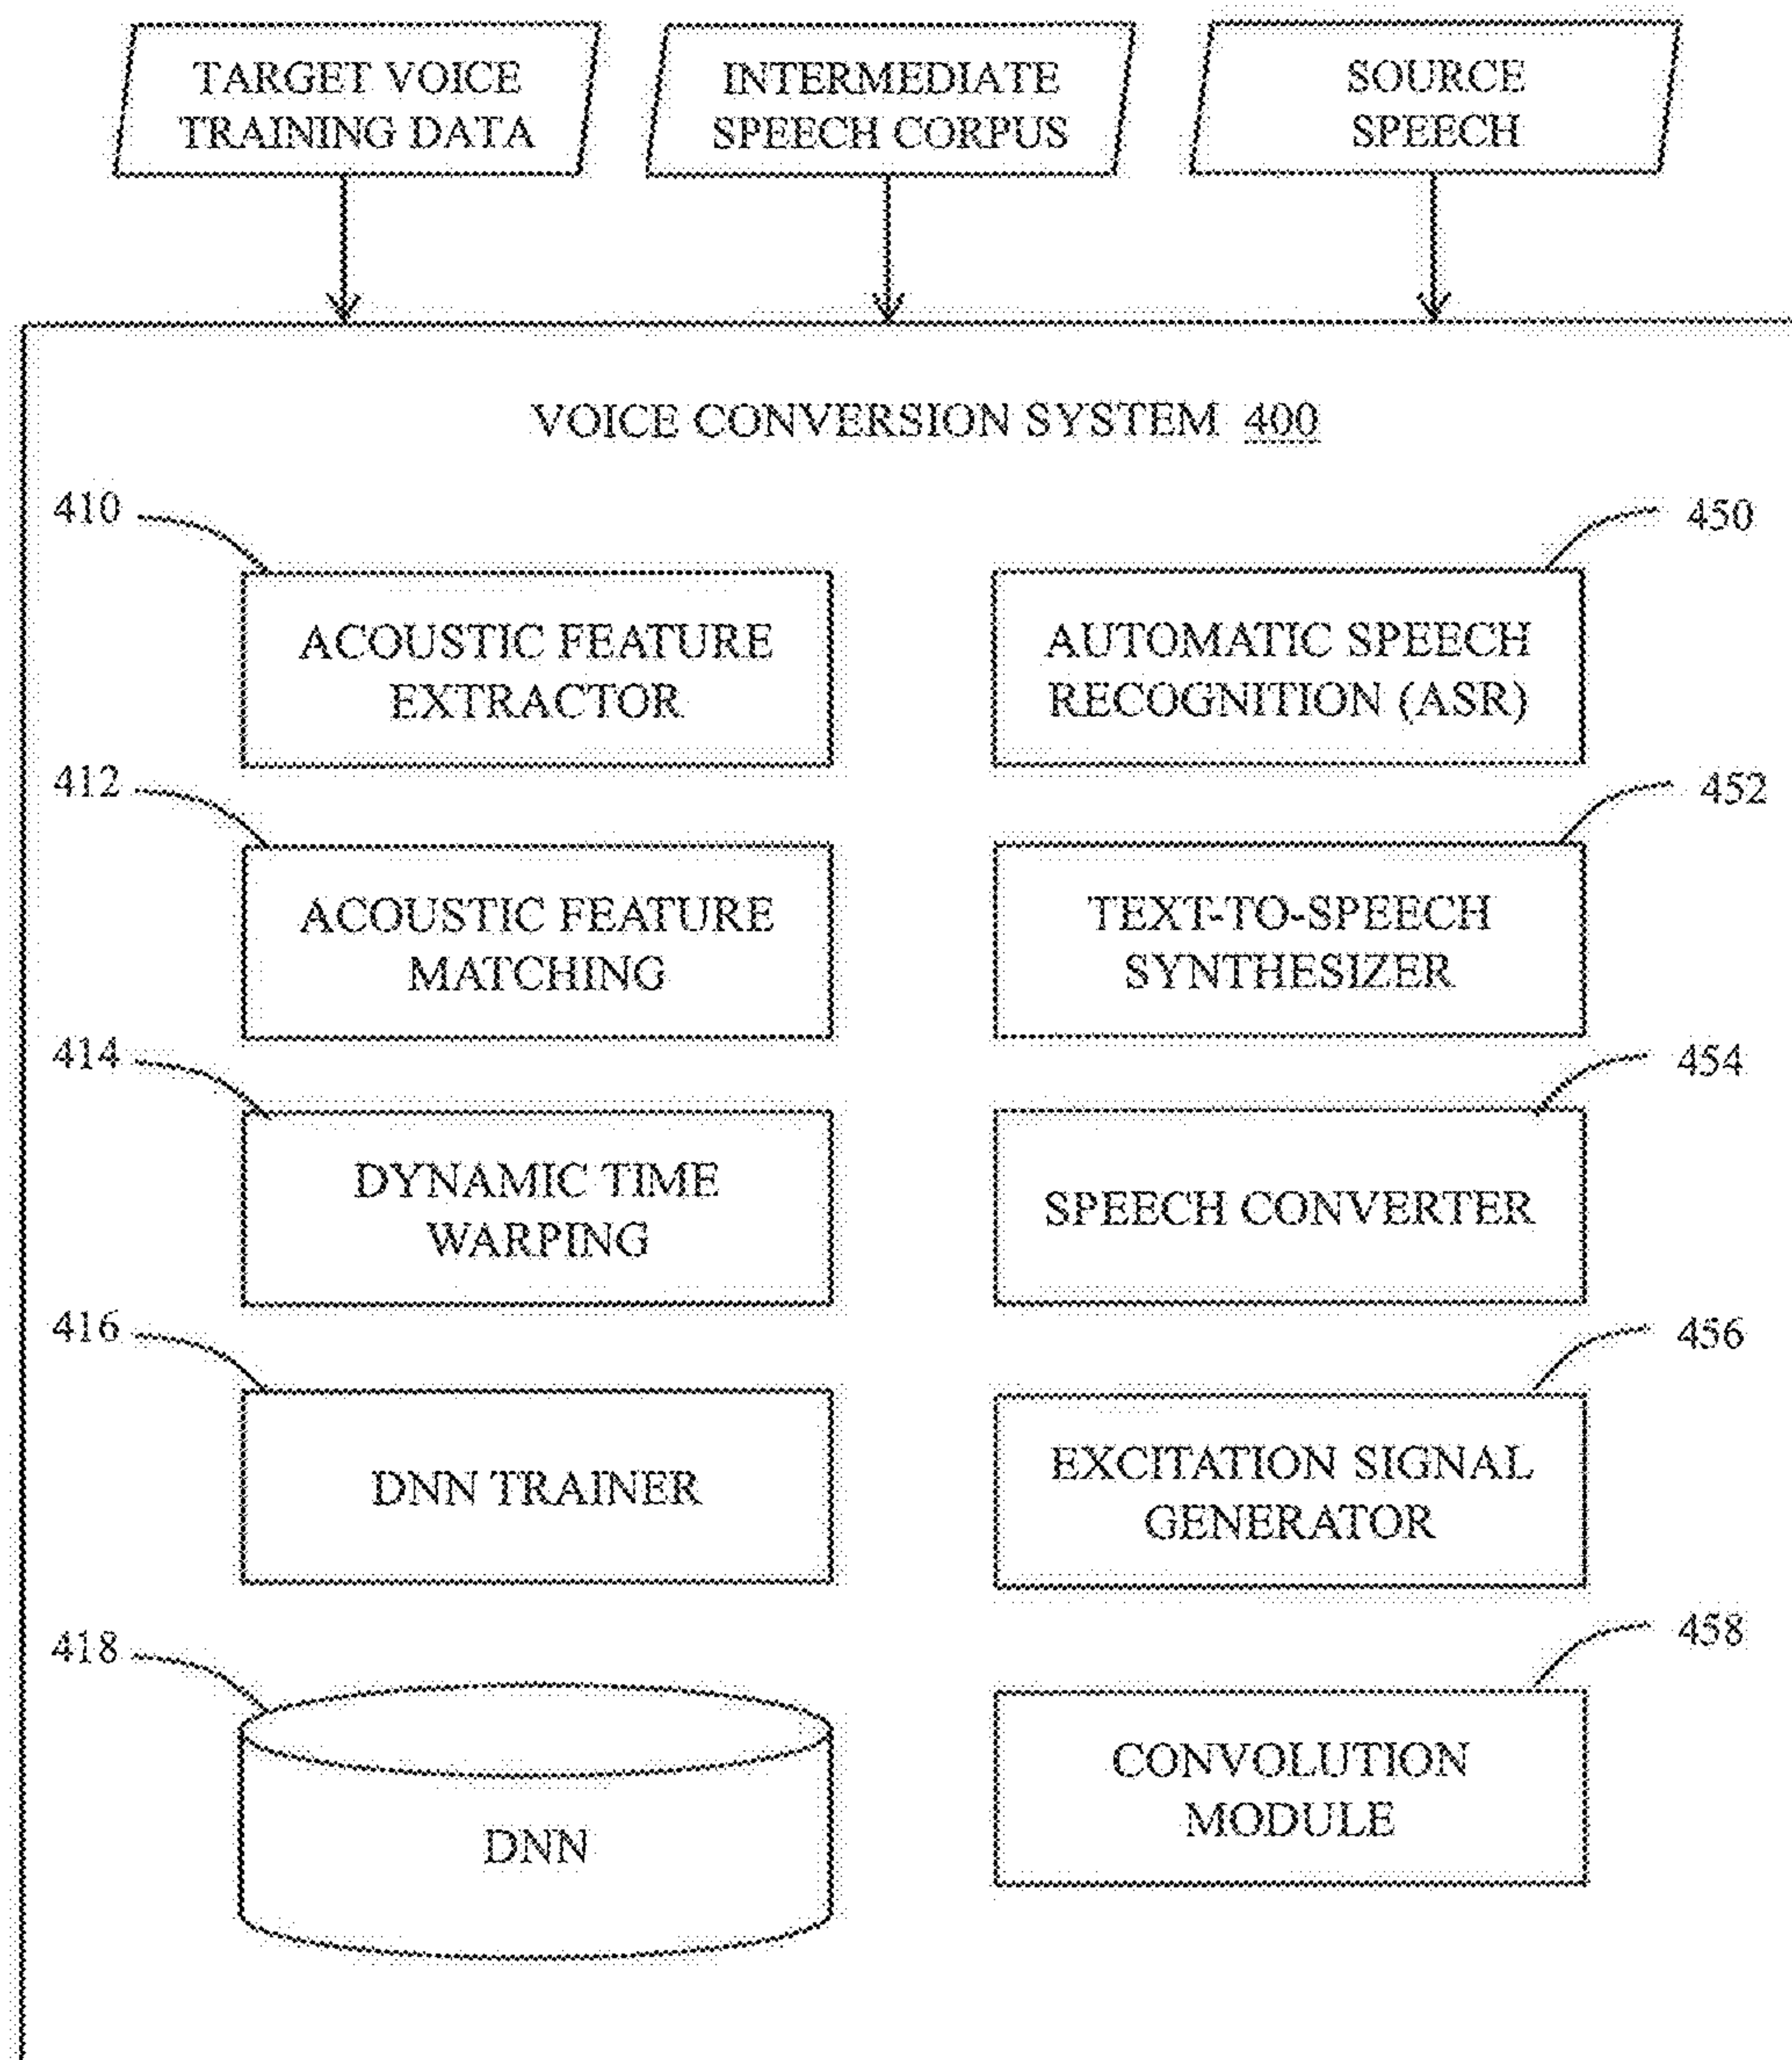 TARGET VOICE
TRAINING DATA
INTERMEDIATE
SPEECH CORPUS
SOURCE
SPEECH
VOICE CONVERSION SYSTEM 400
410
450
ACOUSTIC FEATURE
EXTRACTOR
AUTOMATIC SPEECH
RECOGNITION (ASR)
412
452
ACOUSTIC FEATURE
MATCHING
TEXT-TO-SPEECH
SYNTHESIZER
414
454
DYNAMIC TIME
WARPING
SPEECH CONVERTER
416
456
DNN TRAINER
EXCITATION SIGNAL
GENERATOR
418
458
DNN
CONVOLUTION
MODULE